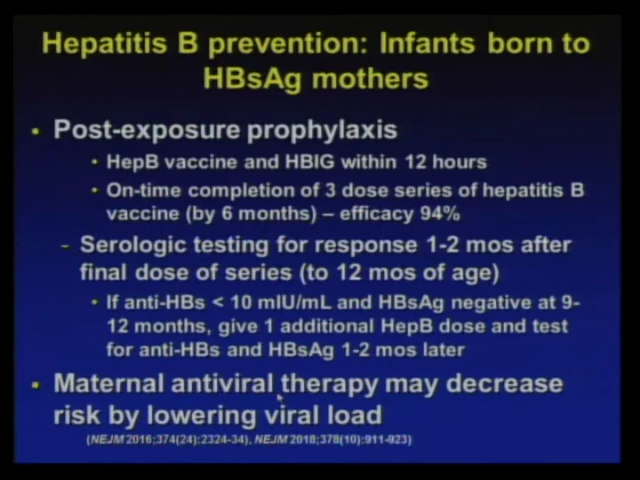 Hepatitis B prevention: Infants born to
HBsAg mothers
• Post-exposure prophylaxis
• HepB vaccine and HBIG within 12 hours
• On-time completion of 3 dose series of hepatitis B
vaccine (by 6 months) – efficacy 94%
– Serologic testing for response 1-2 mos after
final dose of series (to 12 mos of age)
• If anti-HBs < 10 mIU/mL and HBsAg negative at 9-
12 months, give 1 additional HepB dose and test
for anti-HBs and HBsAg 1-2 mos later
• Maternal antiviral therapy may decrease
risk by lowering viral load
(NEJM 2016;374(24):2324-34), NEJM 2018;378(10):911-923)